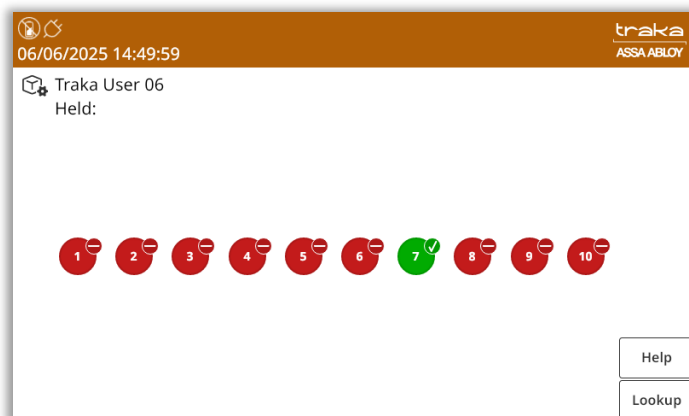 traka
06/06/2025 14:49:59
ASSA ABLOY
Traka User 06
Held:
1 2 3 4 5 6 7 8 9 10
Help
Lookup